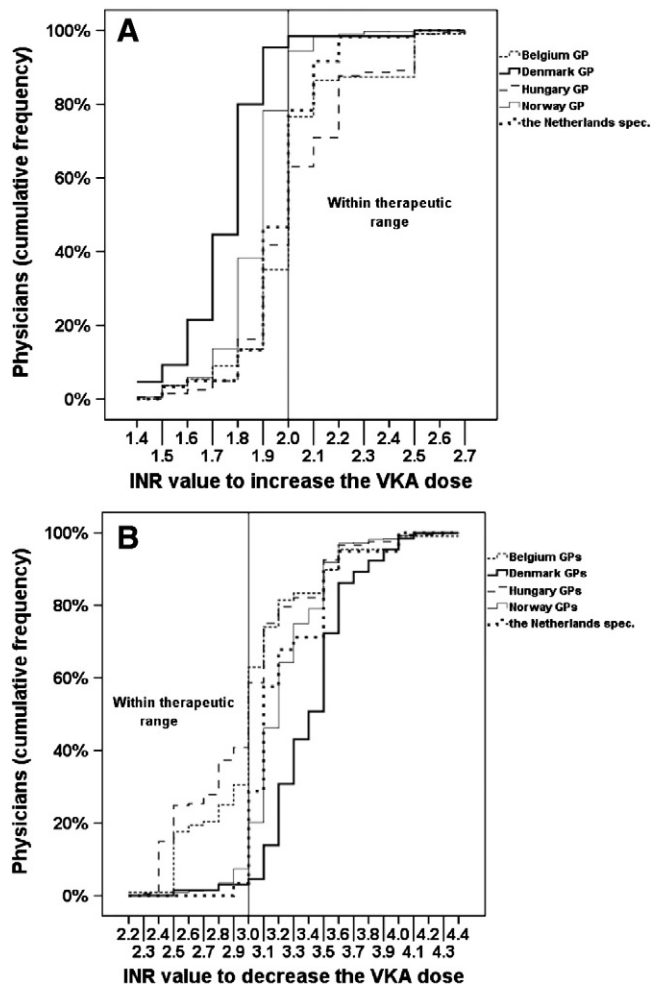 A
Physicians (cumulative frequency)
100%
80%
60%
40%
20%
0%
Within therapeutic
range
Belgium GP
Denmark GP
Hungary GP
Norway GP
the Netherlands spec.
1.4 1.6 1.8 2.0 2.2 2.4 2.6
1.5 1.7 1.9 2.1 2.3 2.5 2.7
INR value to increase the VKA dose
B
Physicians (cumulative frequency)
100%
80%
60%
40%
20%
0%
Within therapeutic
range
Belgium GPs
Denmark GPs
Hungary GPs
Norway GPs
the Netherlands spec.
2.2 2.4 2.6 2.8 3.0 3.2 3.4 3.6 3.8 4.0 4.2 4.4
2.3 2.5 2.7 2.9 3.1 3.3 3.5 3.7 3.9 4.1 4.3
INR value to decrease the VKA dose